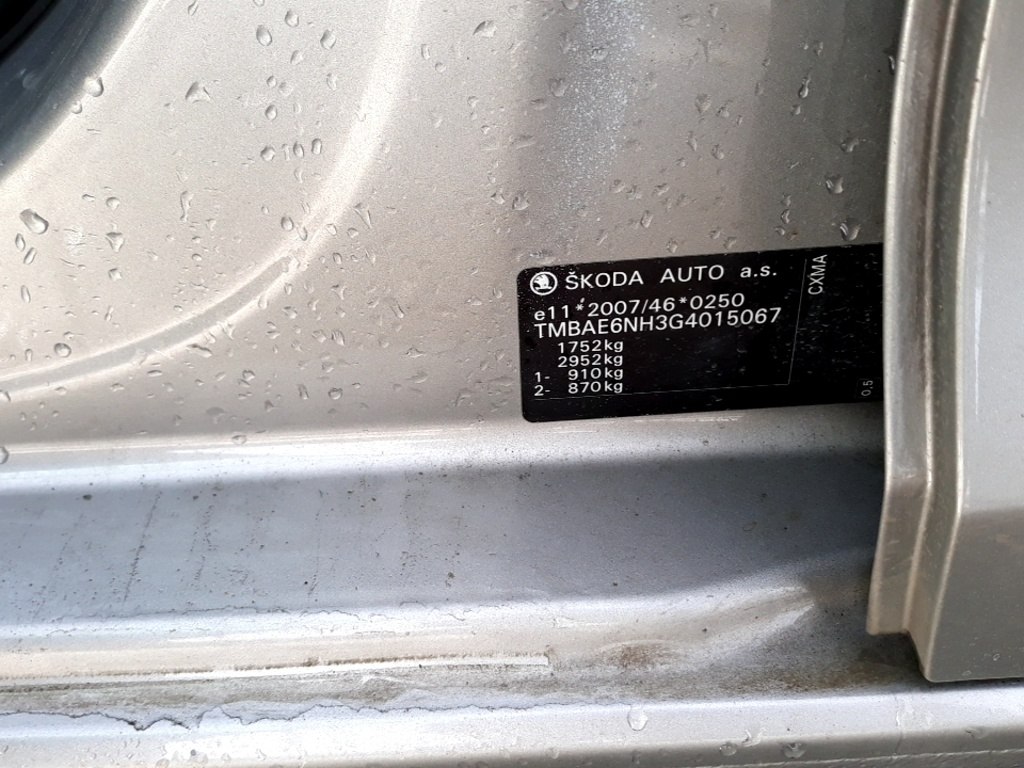 ŠKODA AUTO a.s.
e11*2007/46*0250
TMBAE6NH3G4015067
1752kg
2952kg
1- 910kg
2- 870kg
CXMA
0,5